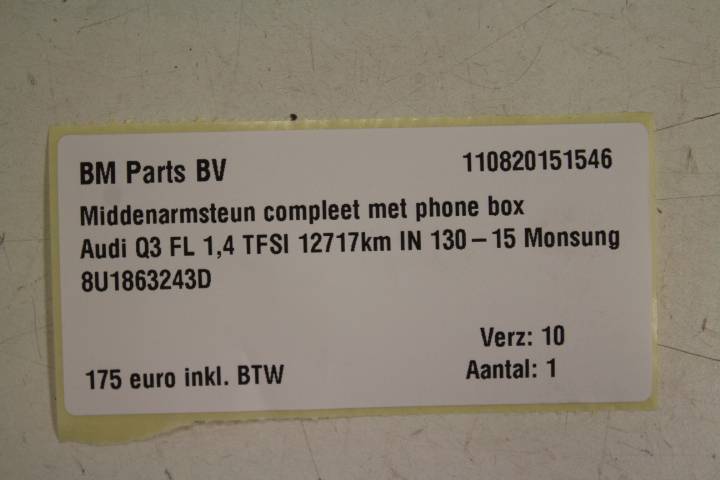 BM Parts BV 110820151546
Middenarmsteun compleet met phone box
Audi Q3 FL 1,4 TFSI 12717km IN 130-15 Monsung
8U1863243D
Verz: 10
175 euro inkl. BTW Aantal: 1